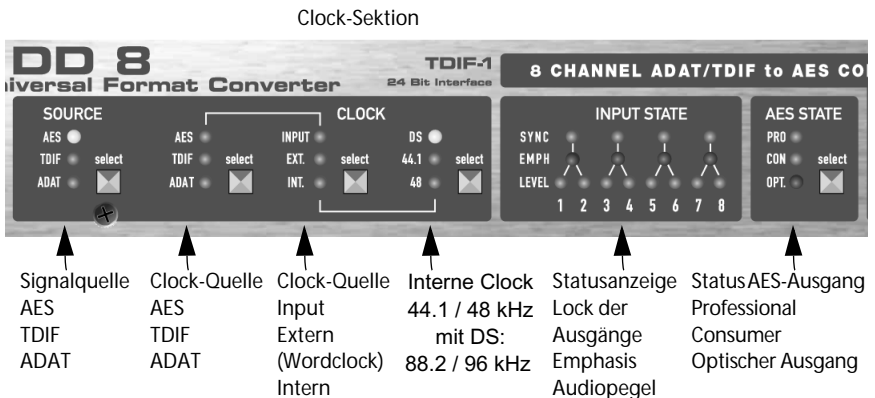 Clock-Sektion
DD 8
iversal Format Converter
TDIF-1
24 Bit Interface
8 CHANNEL ADAT/TDIF to AES CO
SOURCE
AES
TDIF
ADAT
select
CLOCK
AES
TDIF
ADAT
select
INPUT
EXT.
INT.
select
DS
44.1
48
select
INPUT STATE
SYNC
EMPH
LEVEL
1 2 3 4 5 6 7 8
AES STATE
PRO
CON
OPT.
select
Signalquelle
AES
TDIF
ADAT
Clock-Quelle
AES
TDIF
ADAT
Clock-Quelle
Input
Extern
(Wordclock)
Intern
Interne Clock
44.1 / 48 kHz
mit DS:
88.2 / 96 kHz
Statusanzeige
Lock der
Ausgänge
Emphasis
Audiopegel
Status AES-Ausgang
Professional
Consumer
Optischer Ausgang